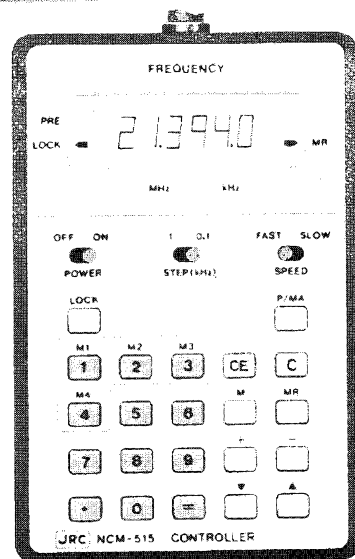 FREQUENCY
PRE
LOCK
21.394.0
MR
MHz kHz
OFF ON 1 0.1 FAST SLOW
POWER STEP(kHz) SPEED
LOCK P/MA
M1 M2 M3
1 2 3 CE C
M4 M MR
4 5 6
+ −
7 8 9
▼ ▲
· 0 =
JRC NCM-515 CONTROLLER